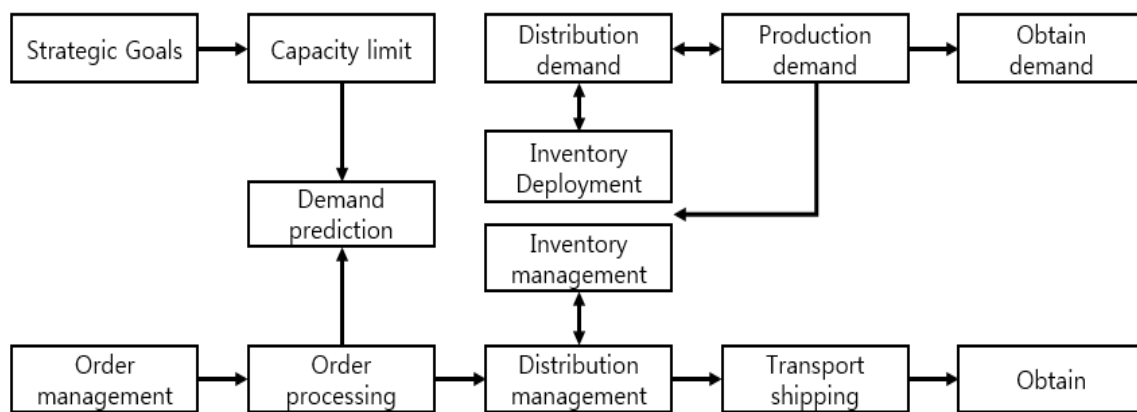 Strategic Goals
Capacity limit
Distribution
demand
Production
demand
Obtain
demand
Inventory
Deployment
Demand
prediction
Inventory
management
Order
management
Order
processing
Distribution
management
Transport
shipping
Obtain